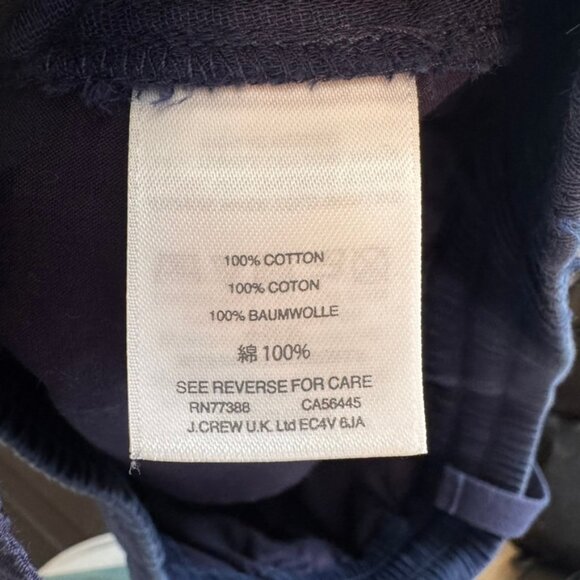 100% COTTON
100% COTON
100% BAUMWOLLE
綿 100%
SEE REVERSE FOR CARE
RN77388 CA56445
J.CREW U.K. Ltd EC4V 6JA